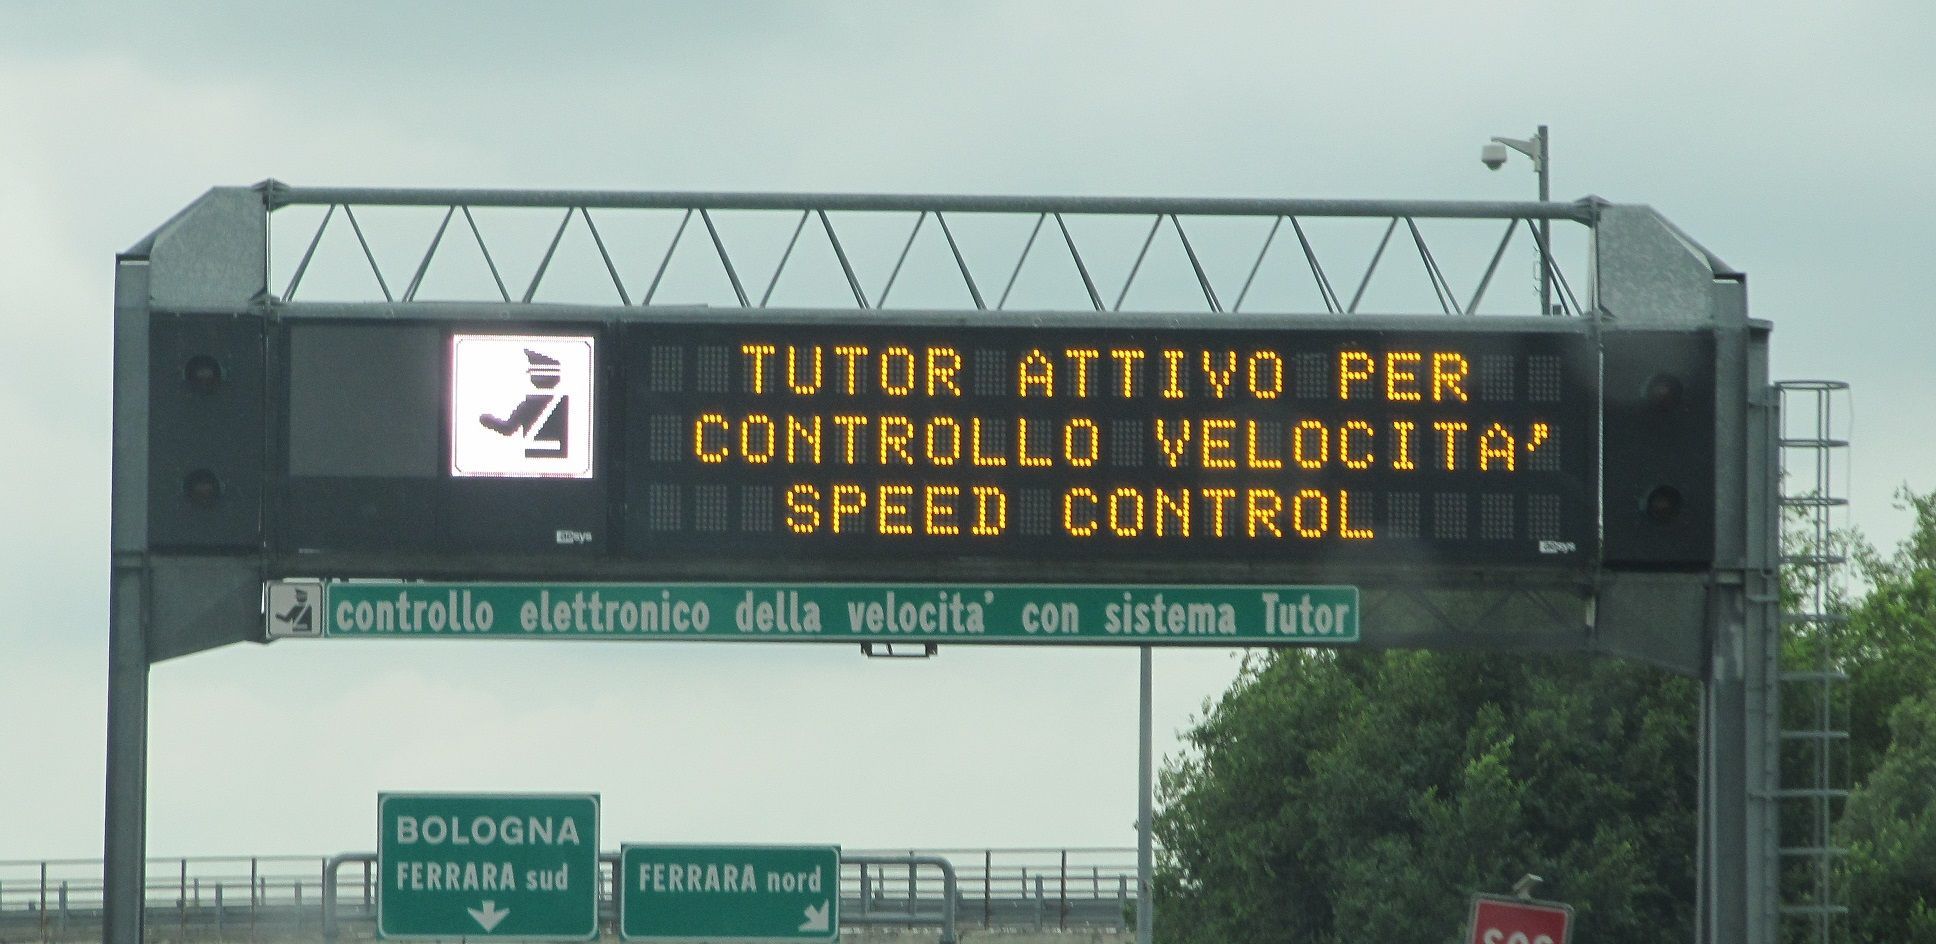 TUTOR ATTIVO PER
CONTROLLO VELOCITA'
SPEED CONTROL
controllo elettronico della velocita' con sistema Tutor
BOLOGNA
FERRARA sud
FERRARA nord
SOS